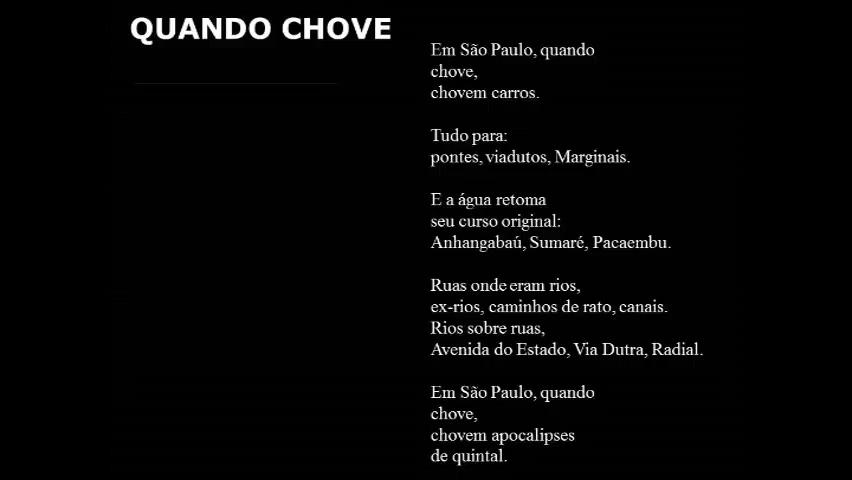 QUANDO CHOVE
Em São Paulo, quando
chove,
chovem carros.
Tudo para:
pontes, viadutos, Marginais.
E a água retoma
seu curso original:
Anhangabaú, Sumaré, Pacaembu.
Ruas onde eram rios,
ex-rios, caminhos de rato, canais.
Rios sobre ruas,
Avenida do Estado, Via Dutra, Radial.
Em São Paulo, quando
chove,
chovem apocalipses
de quintal.